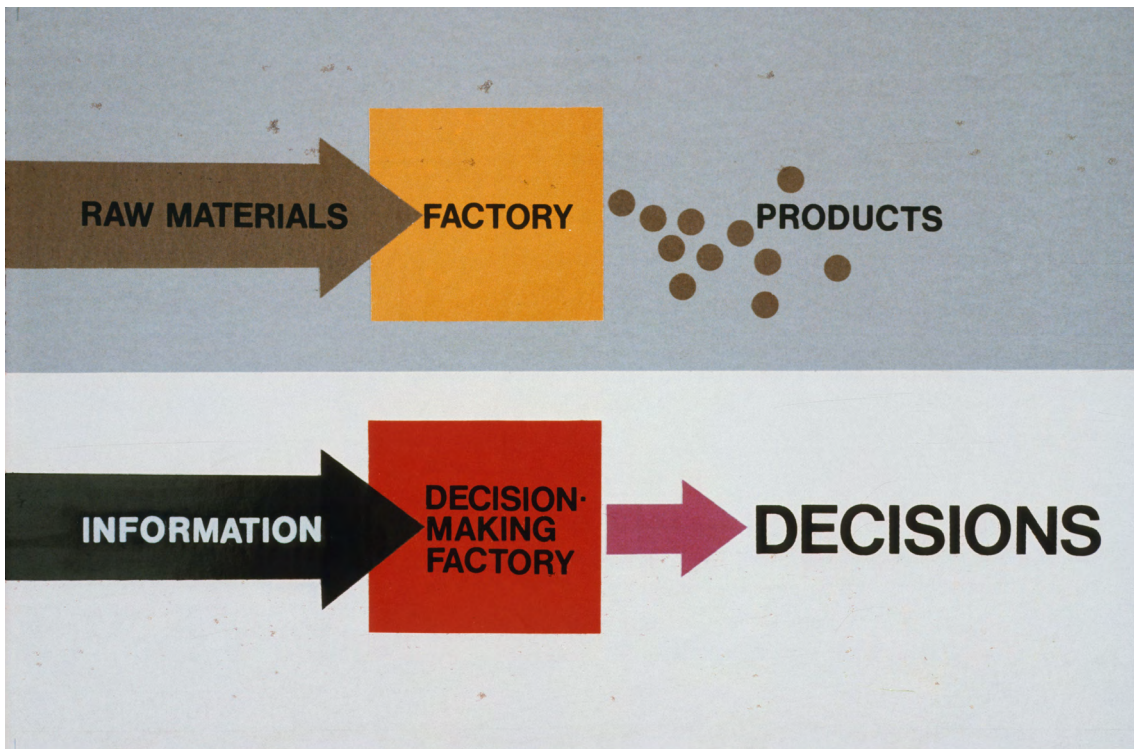 RAW MATERIALS
FACTORY
PRODUCTS
INFORMATION
DECISION-
MAKING
FACTORY
DECISIONS